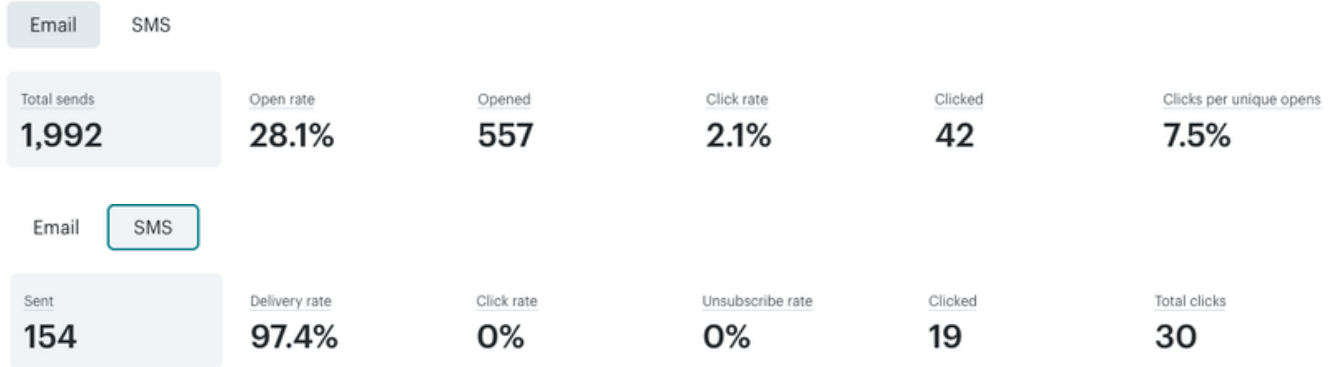 Email SMS
Total sends Open rate Opened Click rate Clicked Clicks per unique opens
1,992 28.1% 557 2.1% 42 7.5%
Email SMS
Sent Delivery rate Click rate Unsubscribe rate Clicked Total clicks
154 97.4% 0% 0% 19 30